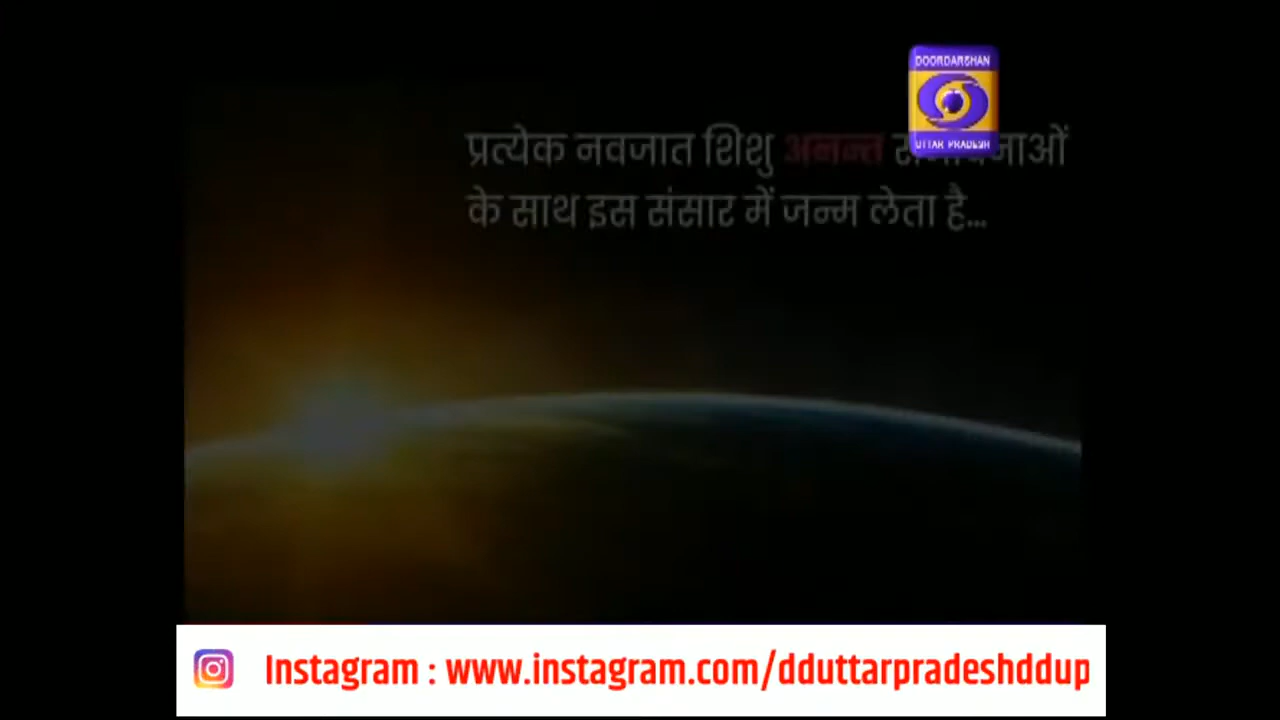 DOORDARSHAN
UTTAR PRADESH
प्रत्येक नवजात शिशु अनन्त
के साथ इस संसार में जन्म लेता है...
Instagram : www.instagram.com/dduttarpradeshddup